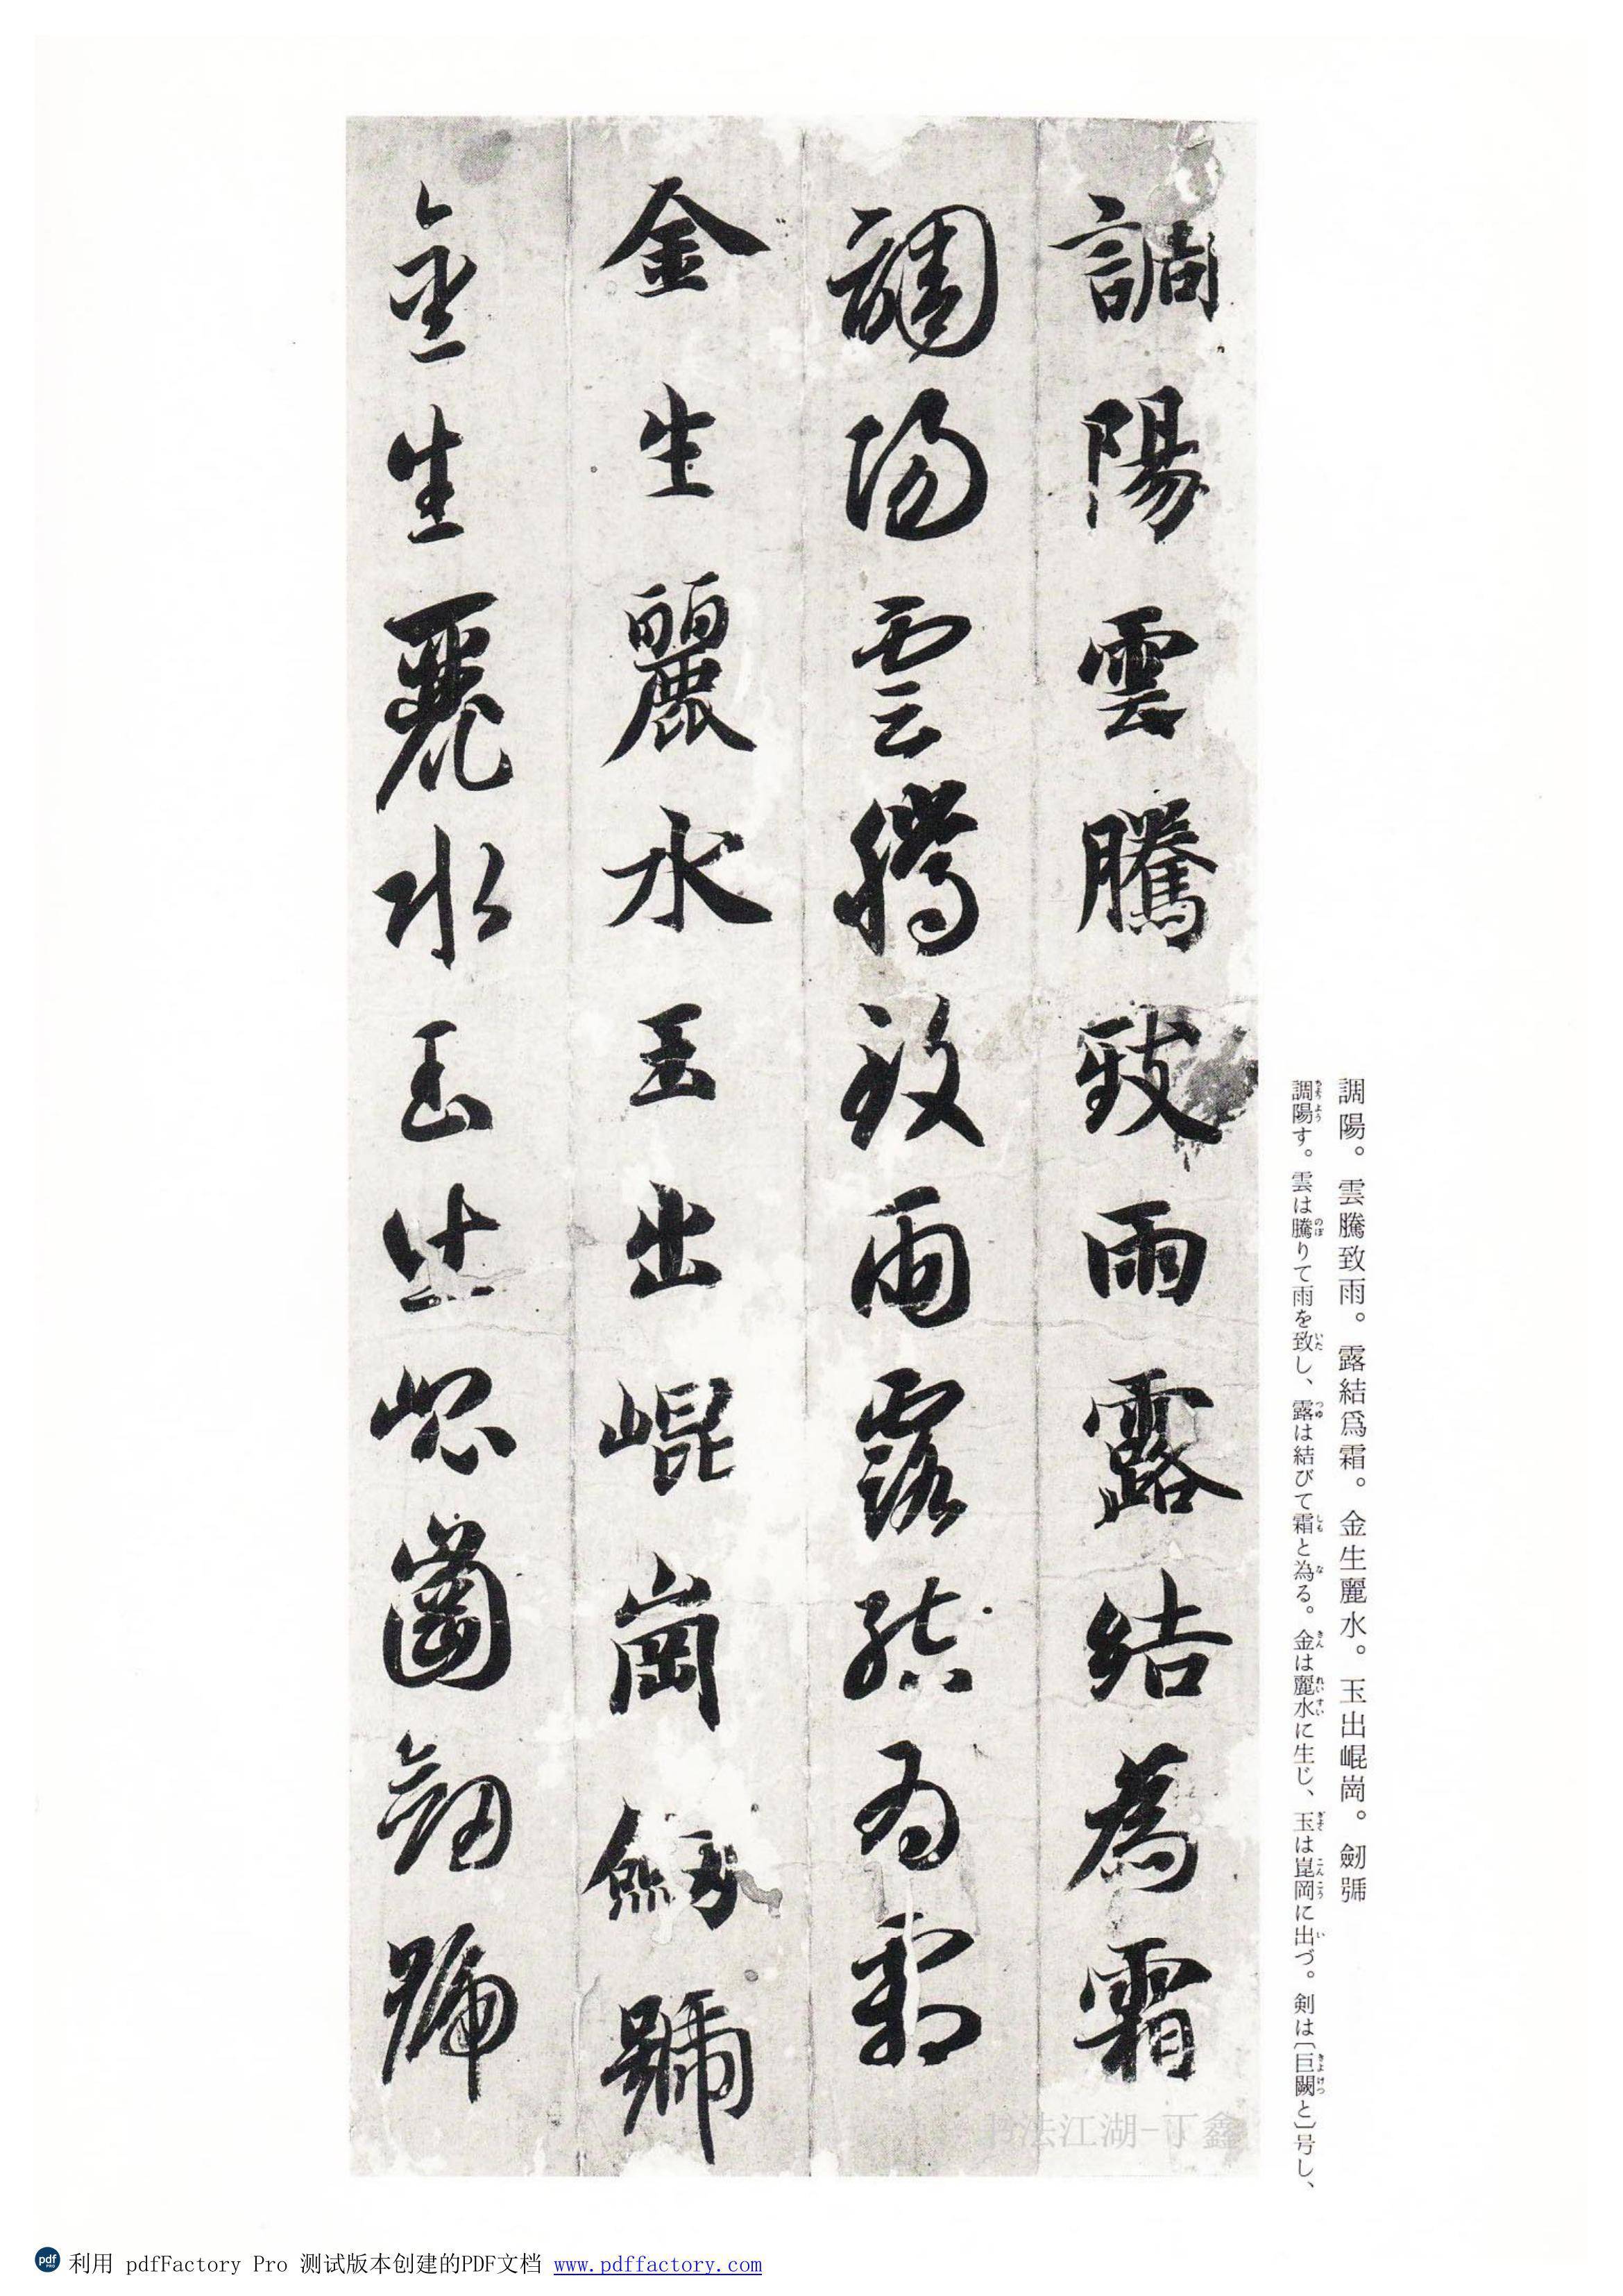 調陽。雲騰致雨。露結爲霜。金生麗水。玉出崐崗。劒號
調陽す。雲は騰りて雨を致し、露は結びて霜と為る。金は麗水に生じ、玉は崑岡に出づ。剣は〔巨闕と〕号し、
調陽雲騰致雨露結為霜
調陽雲騰致雨露結為霜
金生麗水玉出崐崗劒號
金生麗水玉出崐崗劒號
法江湖-丁鑫
利用 pdfFactory Pro 测试版本创建的PDF文档 www.pdffactory.com